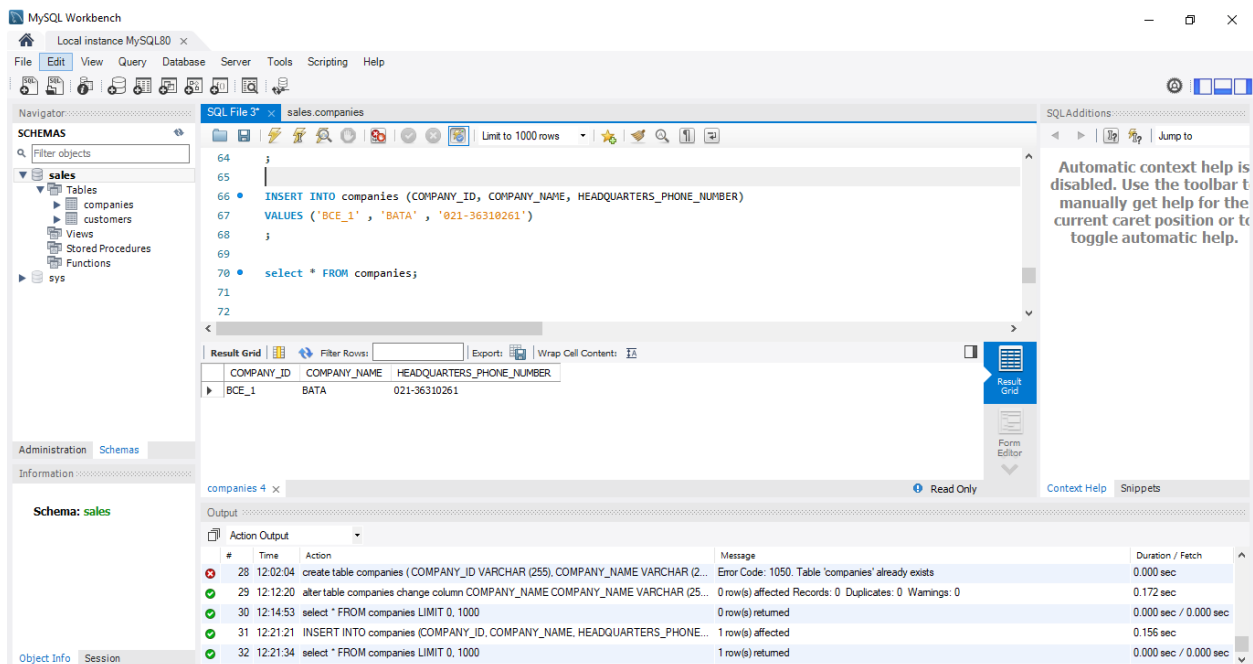 MySQL Workbench
Local instance MySQL80
File Edit View Query Database Server Tools Scripting Help
Navigator
SCHEMAS
Filter objects
sales
Tables
companies
customers
Views
Stored Procedures
Functions
sys
Administration Schemas
Information
Schema: sales
Object Info Session
SQL File 3* sales.companies
Limit to 1000 rows
64 ;
65
66 INSERT INTO companies (COMPANY_ID, COMPANY_NAME, HEADQUARTERS_PHONE_NUMBER)
67 VALUES ('BCE_1' , 'BATA' , '021-36310261')
68 ;
69
70 select * FROM companies;
71
72
Result Grid Filter Rows: Export: Wrap Cell Content:
COMPANY_ID COMPANY_NAME HEADQUARTERS_PHONE_NUMBER
BCE_1 BATA 021-36310261
Result
Grid
Form
Editor
companies 4 Read Only
SQLAdditions
Jump to
Automatic context help is
disabled. Use the toolbar t
manually get help for the
current caret position or to
toggle automatic help.
Context Help Snippets
Output
Action Output
# Time Action Message Duration / Fetch
28 12:02:04 create table companies ( COMPANY_ID VARCHAR (255), COMPANY_NAME VARCHAR (2... Error Code: 1050. Table 'companies' already exists 0.000 sec
29 12:12:20 alter table companies change column COMPANY_NAME COMPANY_NAME VARCHAR (25... 0 row(s) affected Records: 0 Duplicates: 0 Warnings: 0 0.172 sec
30 12:14:53 select * FROM companies LIMIT 0, 1000 0 row(s) returned 0.000 sec / 0.000 sec
31 12:21:21 INSERT INTO companies (COMPANY_ID, COMPANY_NAME, HEADQUARTERS_PHONE... 1 row(s) affected 0.156 sec
32 12:21:34 select * FROM companies LIMIT 0, 1000 1 row(s) returned 0.000 sec / 0.000 sec